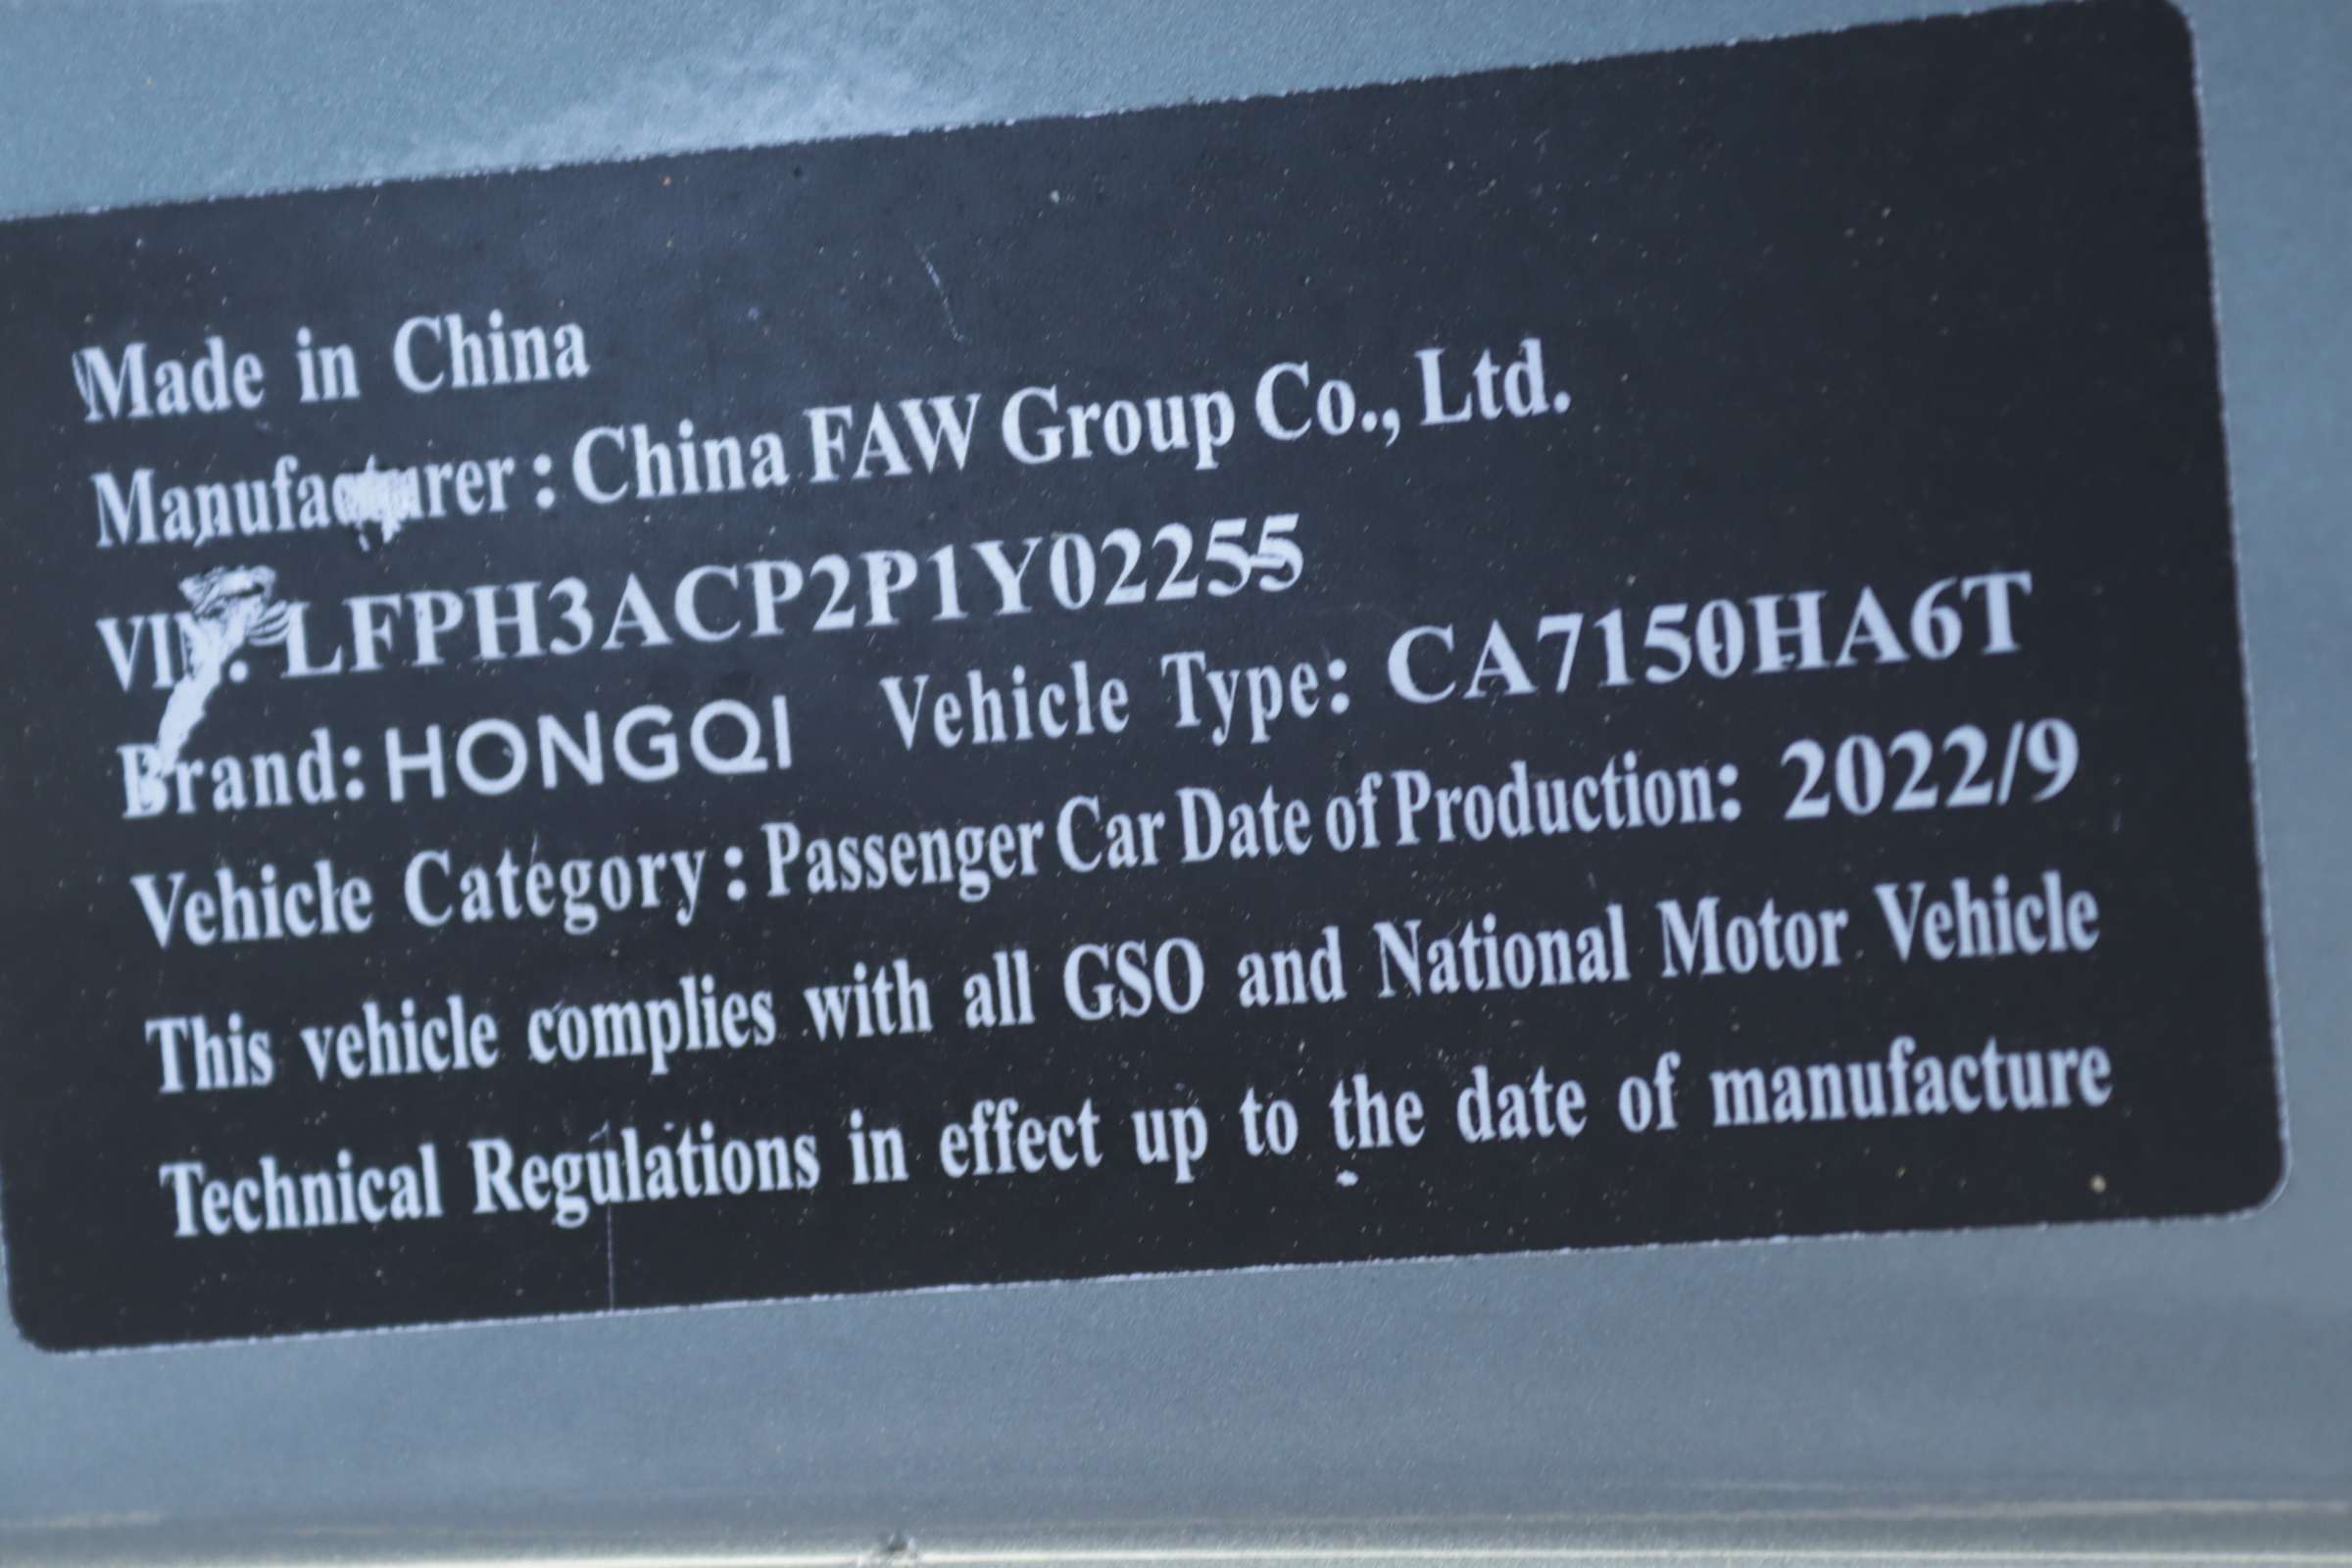 Made in China
Manufacturer : China FAW Group Co., Ltd.
VIN: LFPH3ACP2P1Y02255
Brand: HONGQI Vehicle Type: CA7150HA6T
Vehicle Category : Passenger Car Date of Production: 2022/9
This vehicle complies with all GSO and National Motor Vehicle
Technical Regulations in effect up to the date of manufacture